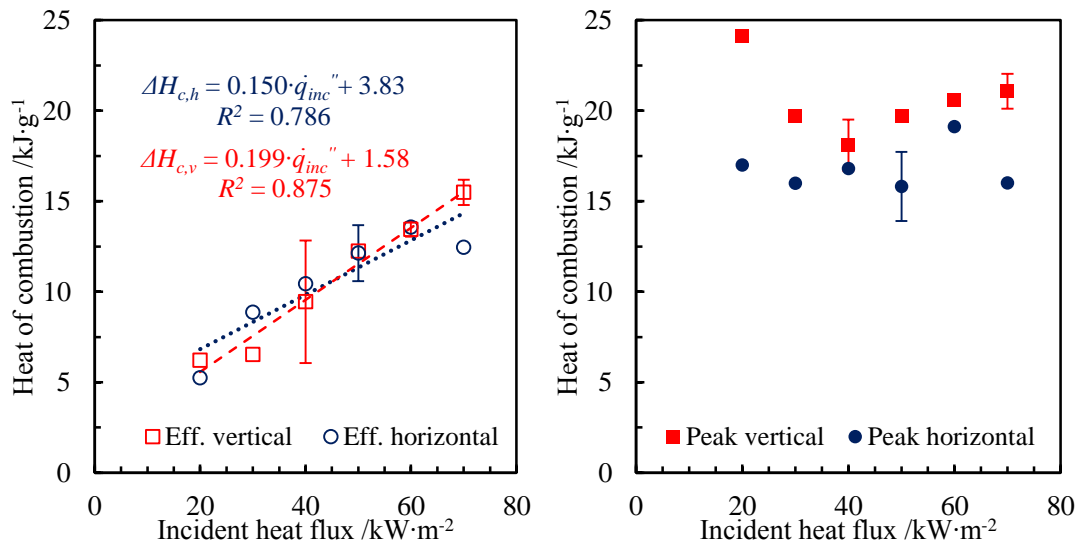 25
20
15
10
5
0
Heat of combustion /kJ·g⁻¹
ΔH_c,h = 0.150·q̇_inc″ + 3.83
R² = 0.786
ΔH_c,v = 0.199·q̇_inc″ + 1.58
R² = 0.875
Eff. vertical Eff. horizontal
0 20 40 60 80
Incident heat flux /kW·m⁻²
25
20
15
10
5
0
Heat of combustion /kJ·g⁻¹
Peak vertical Peak horizontal
0 20 40 60 80
Incident heat flux /kW·m⁻²